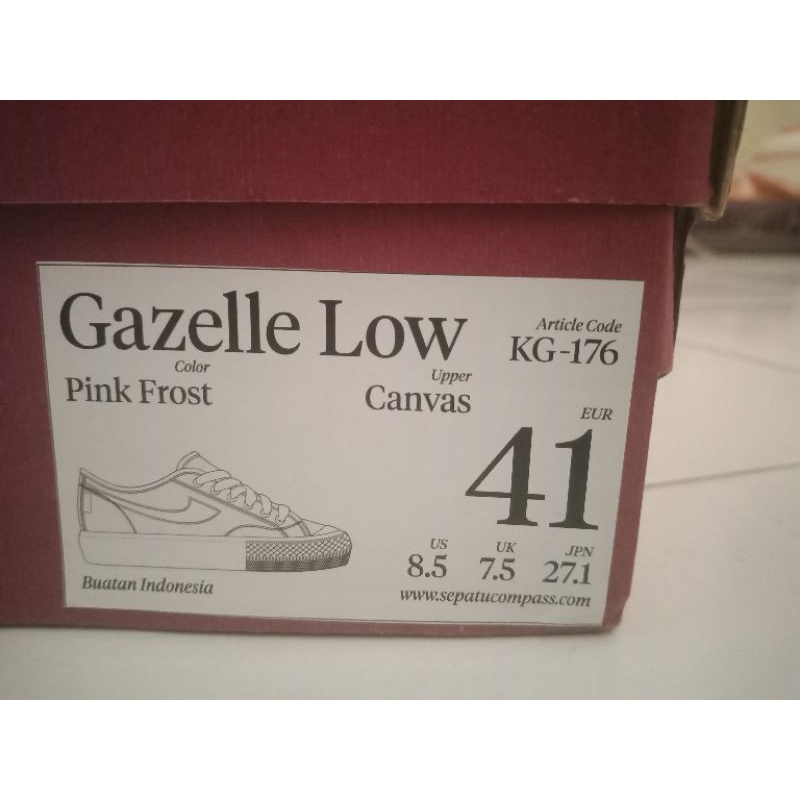 Gazelle Low
Article Code
KG-176
Color
Pink Frost
Upper
Canvas
EUR
41
US UK JPN
8.5 7.5 27.1
Buatan Indonesia
www.sepatucompass.com